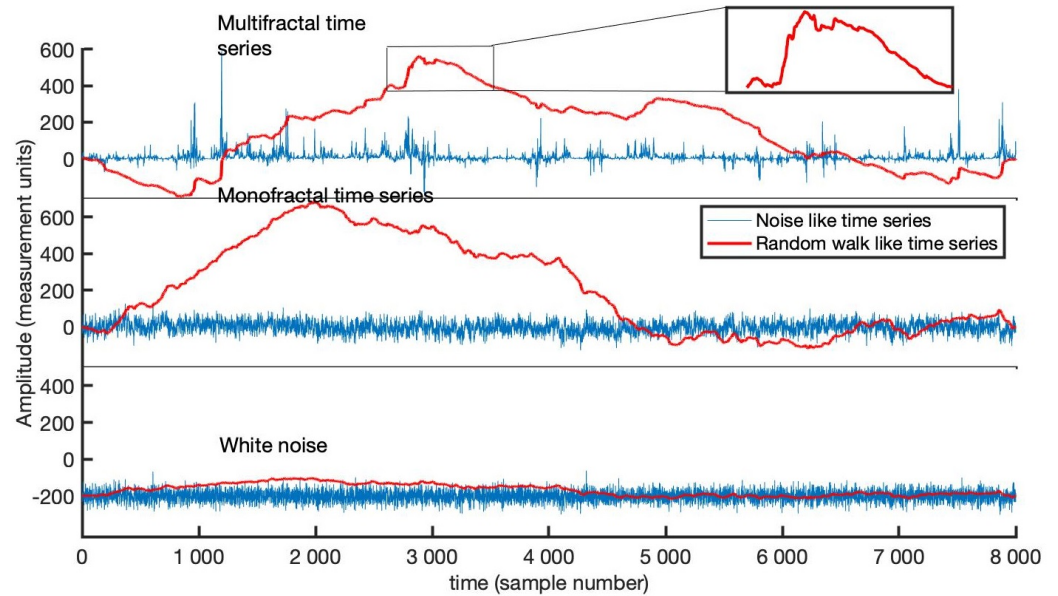 Multifractal time
series
600
400
200
0
Monofractal time series
600
400
200
0
Noise like time series
Random walk like time series
400
200
0
-200
White noise
Amplitude (measurement units)
0
1 000
2 000
3 000
4 000
5 000
6 000
7 000
8 000
time (sample number)